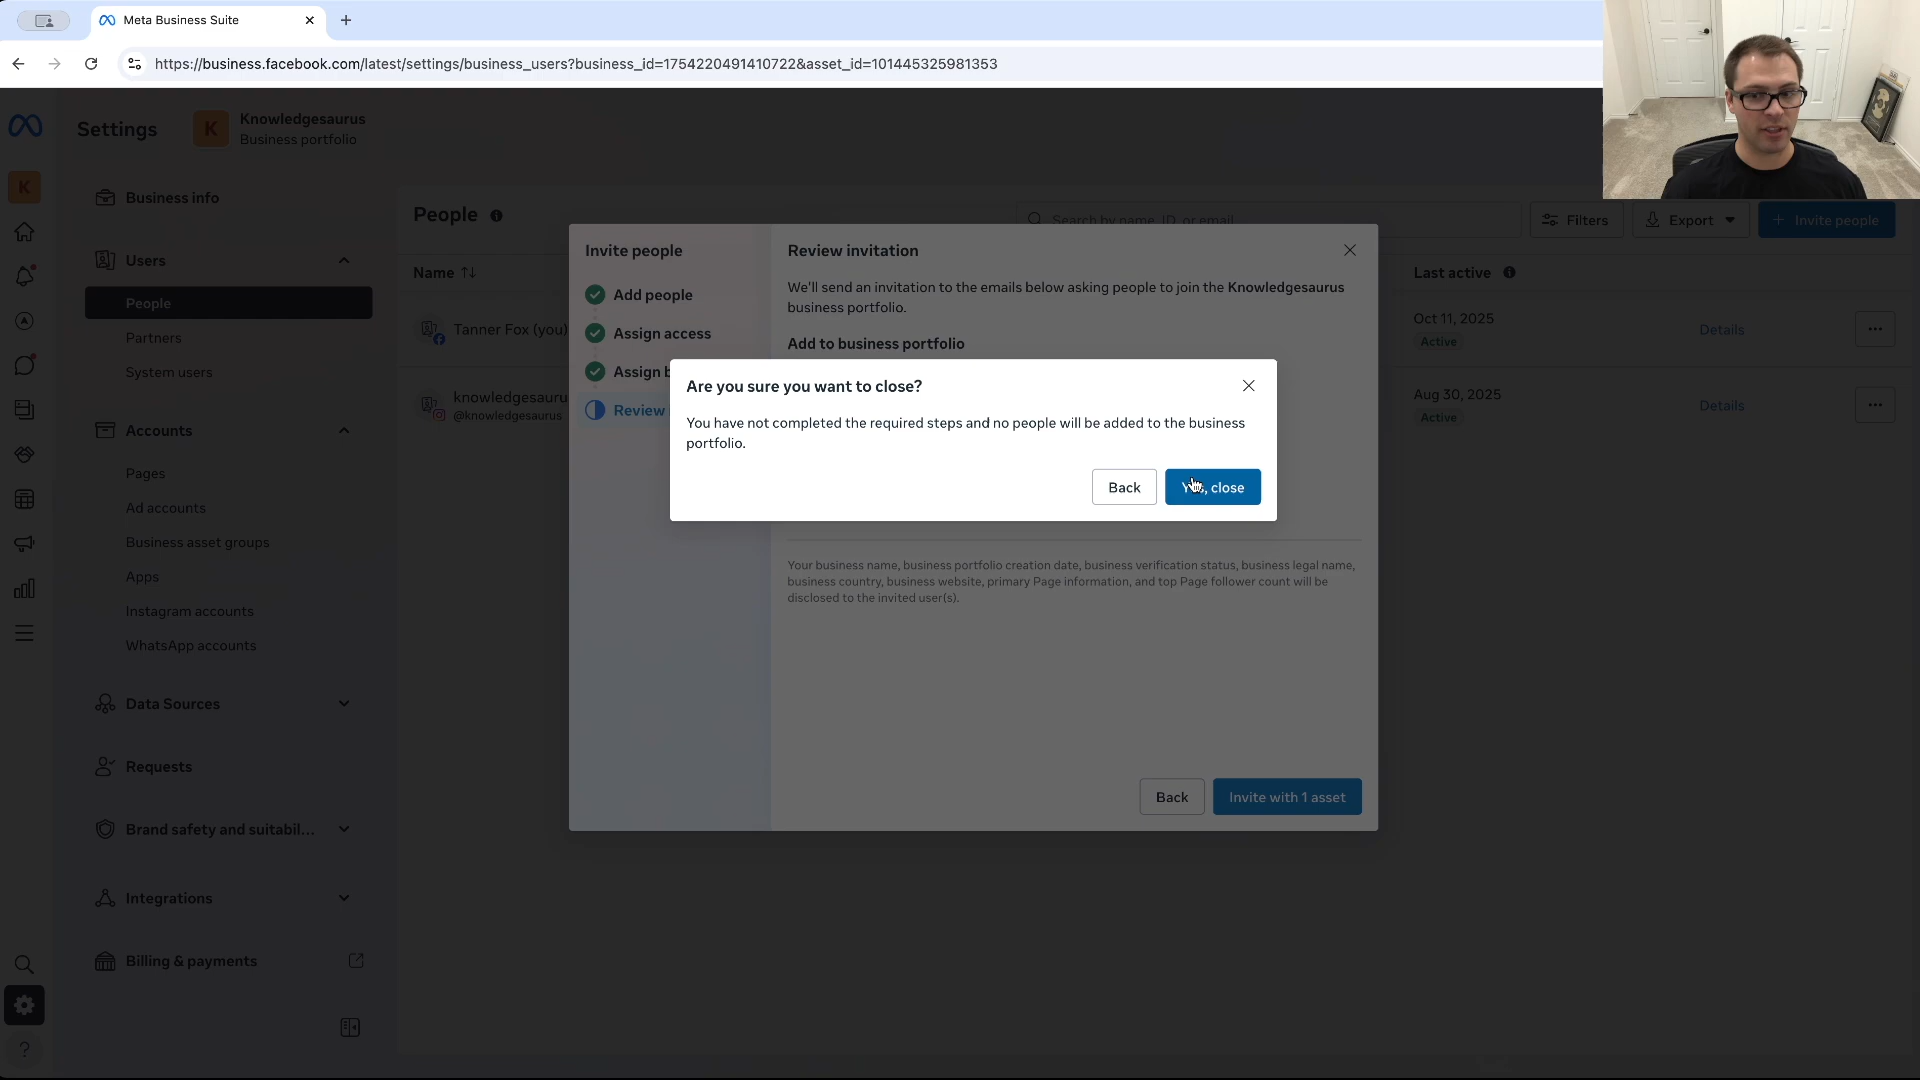 Meta Business Suite
https://business.facebook.com/latest/settings/business_users?business_id=1754220491410722&asset_id=101445325981353
Settings
K
Knowledgesaurus
Business portfolio
K
Business info
Users
People
Partners
System users
Accounts
Pages
Ad accounts
Business asset groups
Apps
Instagram accounts
WhatsApp accounts
Data Sources
Requests
Brand safety and suitabil...
Integrations
Billing & payments
People
Search by name, ID, or email...
Filters
Export
+ Invite people
Name
Last active
Tanner Fox (you)
Oct 11, 2025
Active
Details
knowledgesauru
@knowledgesaurus
Aug 30, 2025
Active
Details
Invite people
Add people
Assign access
Assign b
Review
Review invitation
We'll send an invitation to the emails below asking people to join the Knowledgesaurus
business portfolio.
Add to business portfolio
Are you sure you want to close?
You have not completed the required steps and no people will be added to the business
portfolio.
Back
close
Your business name, business portfolio creation date, business verification status, business legal name,
business country, business website, primary Page information, and top Page follower count will be
disclosed to the invited user(s).
Back
Invite with 1 asset